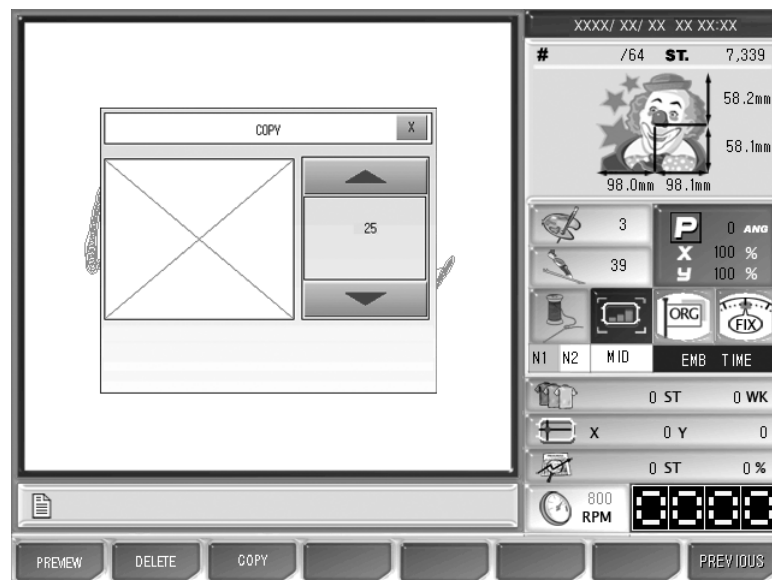 XXXX/ XX/ XX XX XX:XX
# /64 ST. 7,339
58.2mm
58.1mm
98.0mm 98.1mm
COPY X
25
3
39
P 0 ANG
X 100 %
Y 100 %
ORG
FIX
N1 N2 MID EMB TIME
0 ST 0 WK
X 0 Y 0
0 ST 0 %
800
RPM
0000
PREVIEW DELETE COPY PREVIOUS